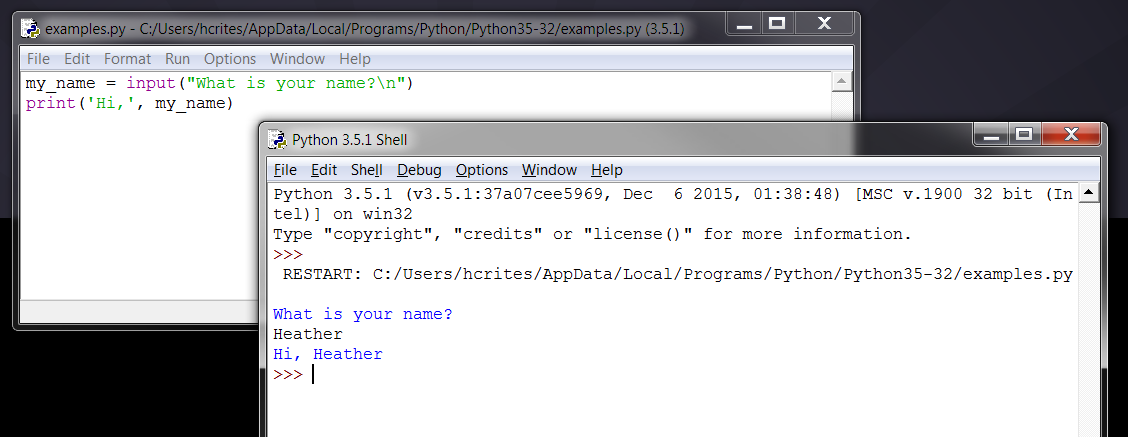 examples.py - C:/Users/hcrites/AppData/Local/Programs/Python/Python35-32/examples.py (3.5.1)
File Edit Format Run Options Window Help
my_name = input("What is your name?\n")
print('Hi,', my_name)
Python 3.5.1 Shell
File Edit Shell Debug Options Window Help
Python 3.5.1 (v3.5.1:37a07cee5969, Dec  6 2015, 01:38:48) [MSC v.1900 32 bit (In
tel)] on win32
Type "copyright", "credits" or "license()" for more information.
>>>
 RESTART: C:/Users/hcrites/AppData/Local/Programs/Python/Python35-32/examples.py
What is your name?
Heather
Hi, Heather
>>>